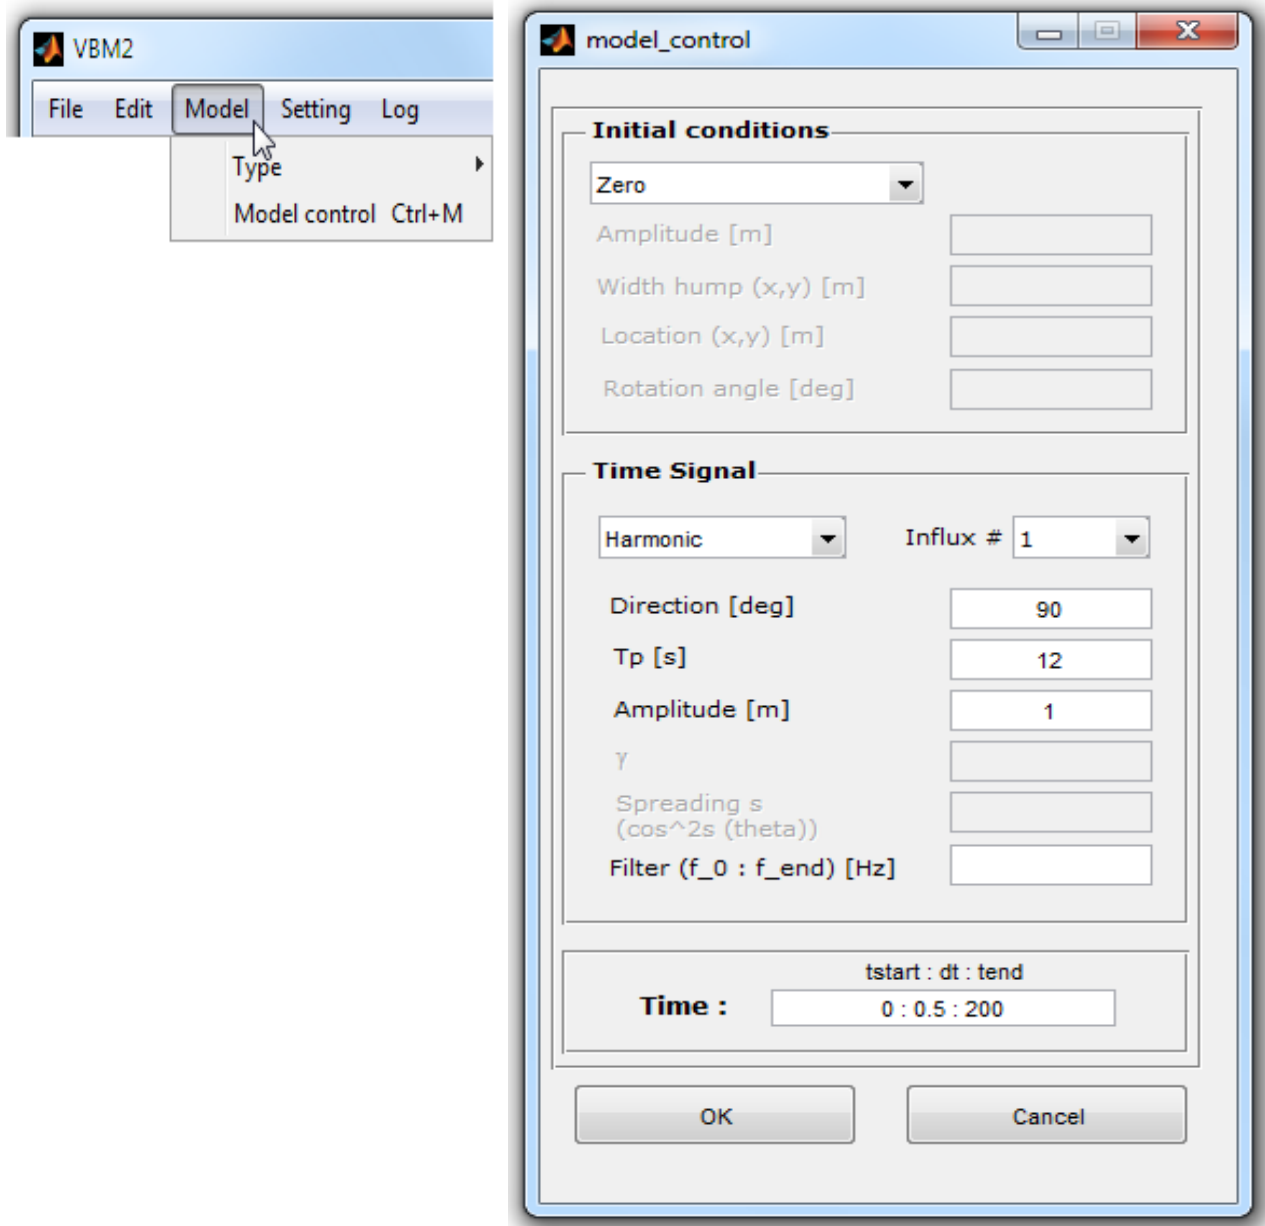 VBM2
File Edit Model Setting Log
Type
Model control Ctrl+M
model_control
Initial conditions
Zero
Amplitude [m]
Width hump (x,y) [m]
Location (x,y) [m]
Rotation angle [deg]
Time Signal
Harmonic Influx # 1
Direction [deg] 90
Tp [s] 12
Amplitude [m] 1
γ
Spreading s
(cos^2s (theta))
Filter (f_0 : f_end) [Hz]
tstart : dt : tend
Time : 0 : 0.5 : 200
OK Cancel